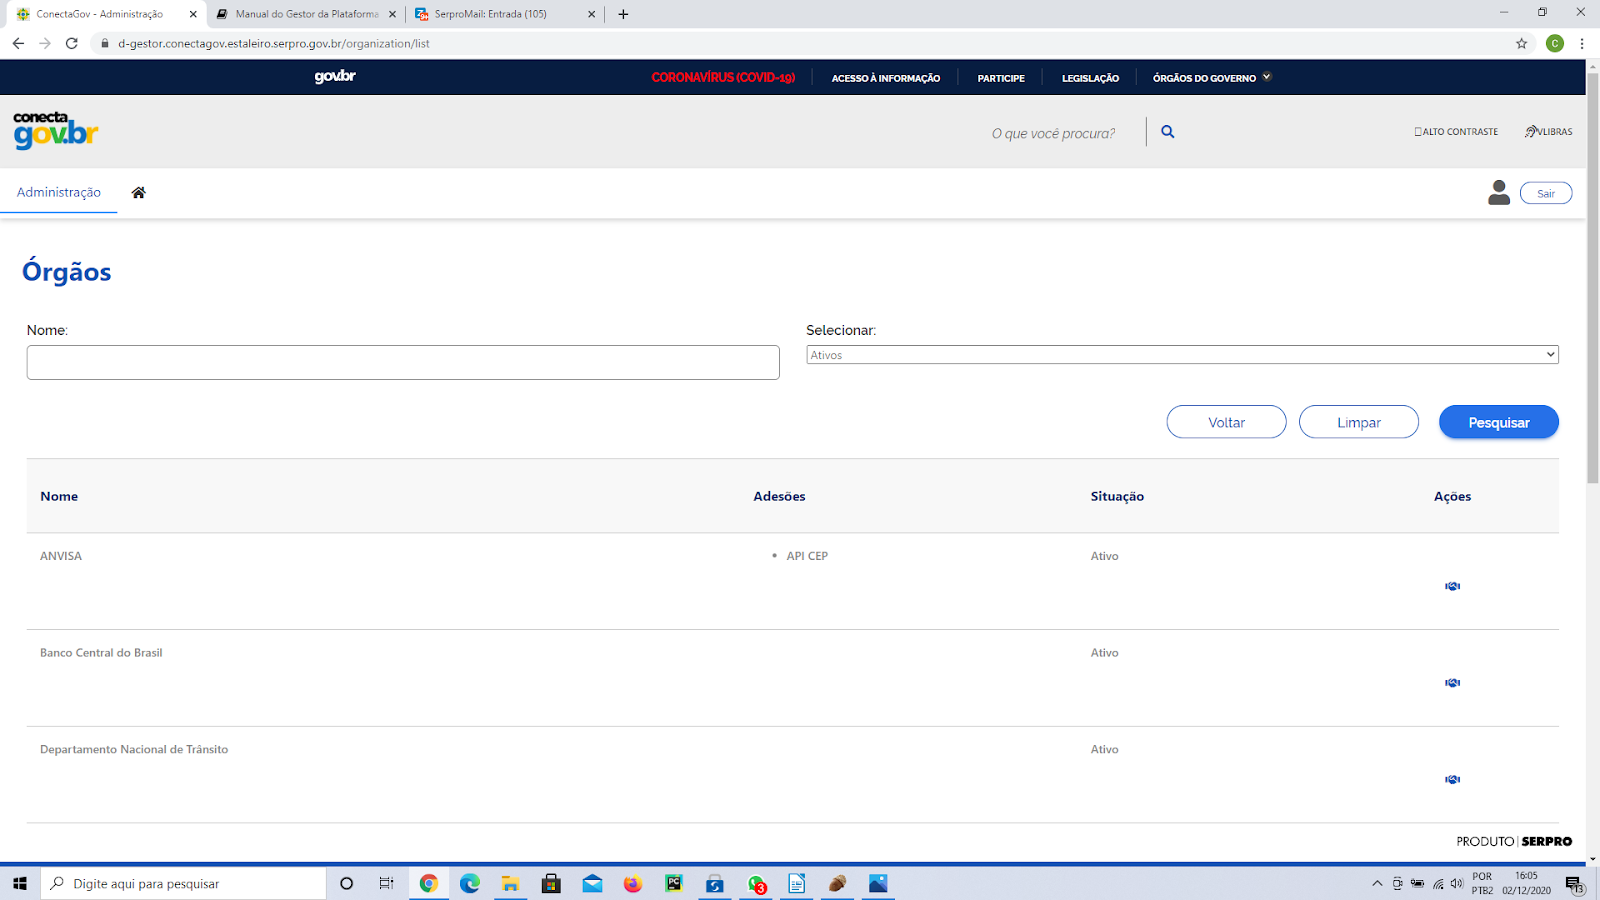 ConectaGov - Administração
Manual do Gestor da Plataforma
SerproMail: Entrada (105)
d-gestor.conectagov.estaleiro.serpro.gov.br/organization/list
C
gov.br
CORONAVÍRUS (COVID-19)
ACESSO À INFORMAÇÃO
PARTICIPE
LEGISLAÇÃO
ÓRGÃOS DO GOVERNO
conecta
gov.br
O que você procura?
ALTO CONTRASTE
VLIBRAS
Administração
Sair
Órgãos
Nome:
Selecionar:
Ativos
Voltar
Limpar
Pesquisar
Nome
Adesões
Situação
Ações
ANVISA
• API CEP
Ativo
Banco Central do Brasil
Ativo
Departamento Nacional de Trânsito
Ativo
PRODUTO | SERPRO
Digite aqui para pesquisar
PC
3
POR
PTB2
16:05
02/12/2020
13